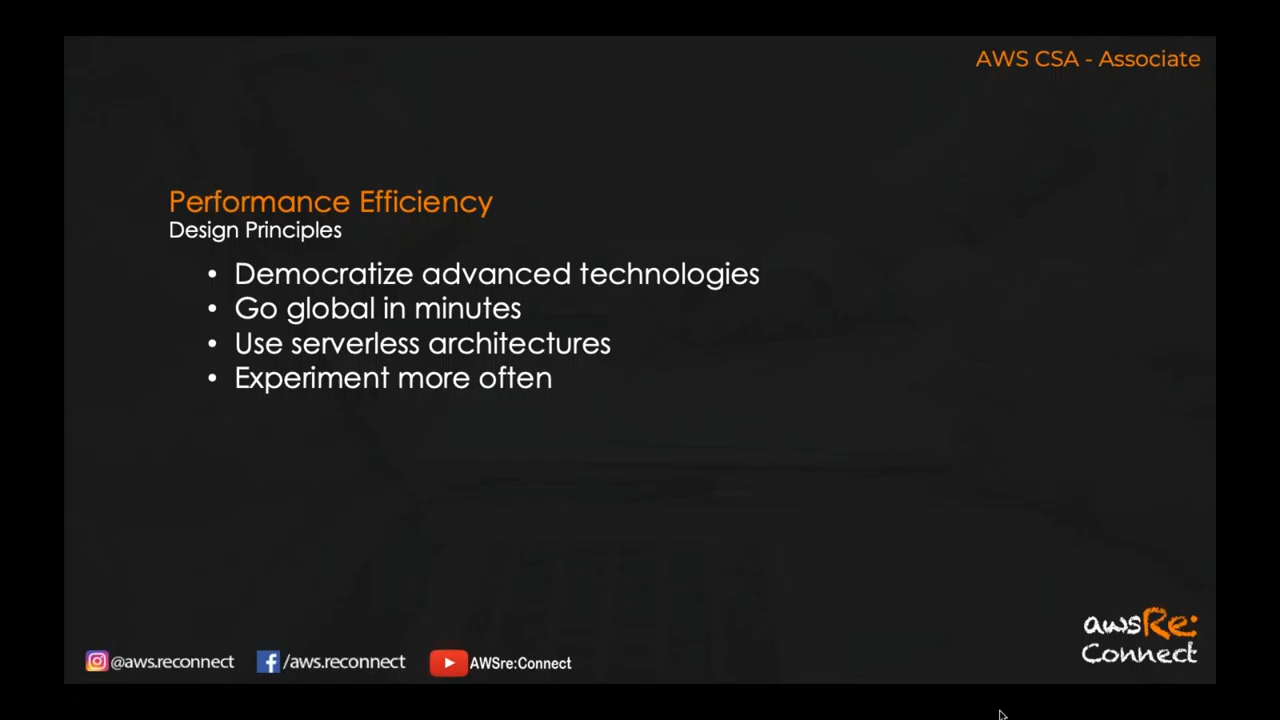 AWS CSA - Associate
Performance Efficiency
Design Principles
• Democratize advanced technologies
• Go global in minutes
• Use serverless architectures
• Experiment more often
awsRe:
Connect
@aws.reconnect /aws.reconnect AWSre:Connect